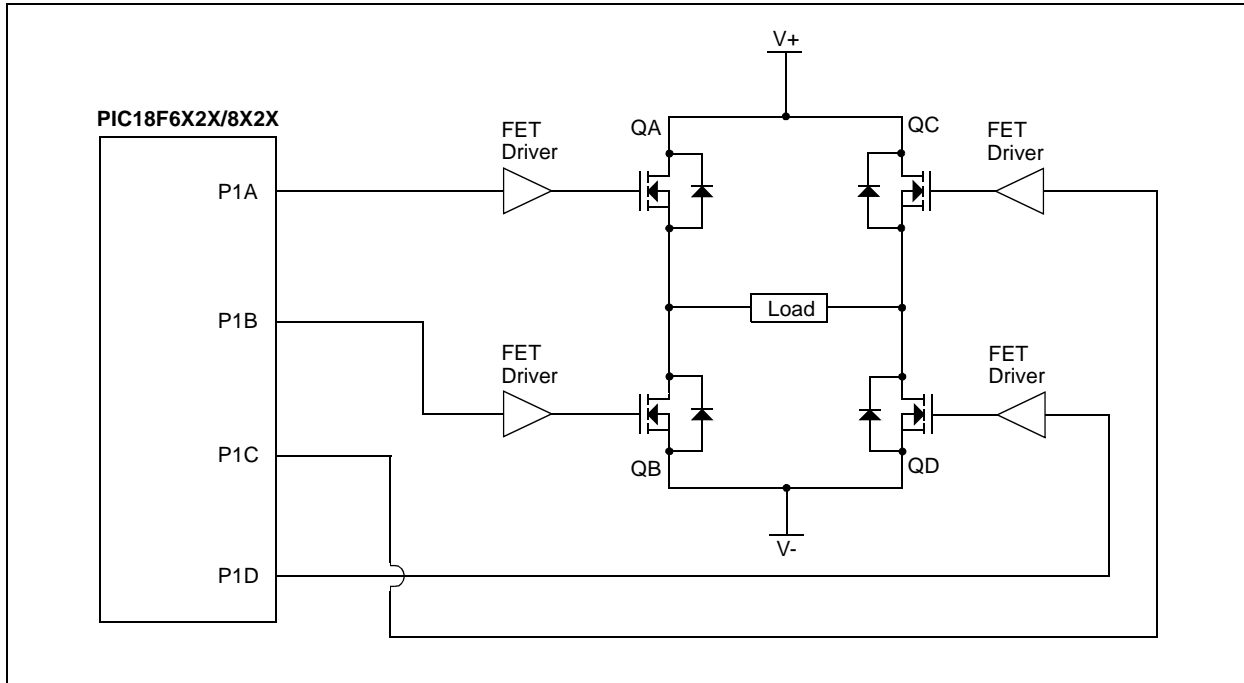 V+
PIC18F6X2X/8X2X
FET
Driver
QA
QC
FET
Driver
P1A
Load
P1B
FET
Driver
FET
Driver
P1C
QB
QD
V-
P1D